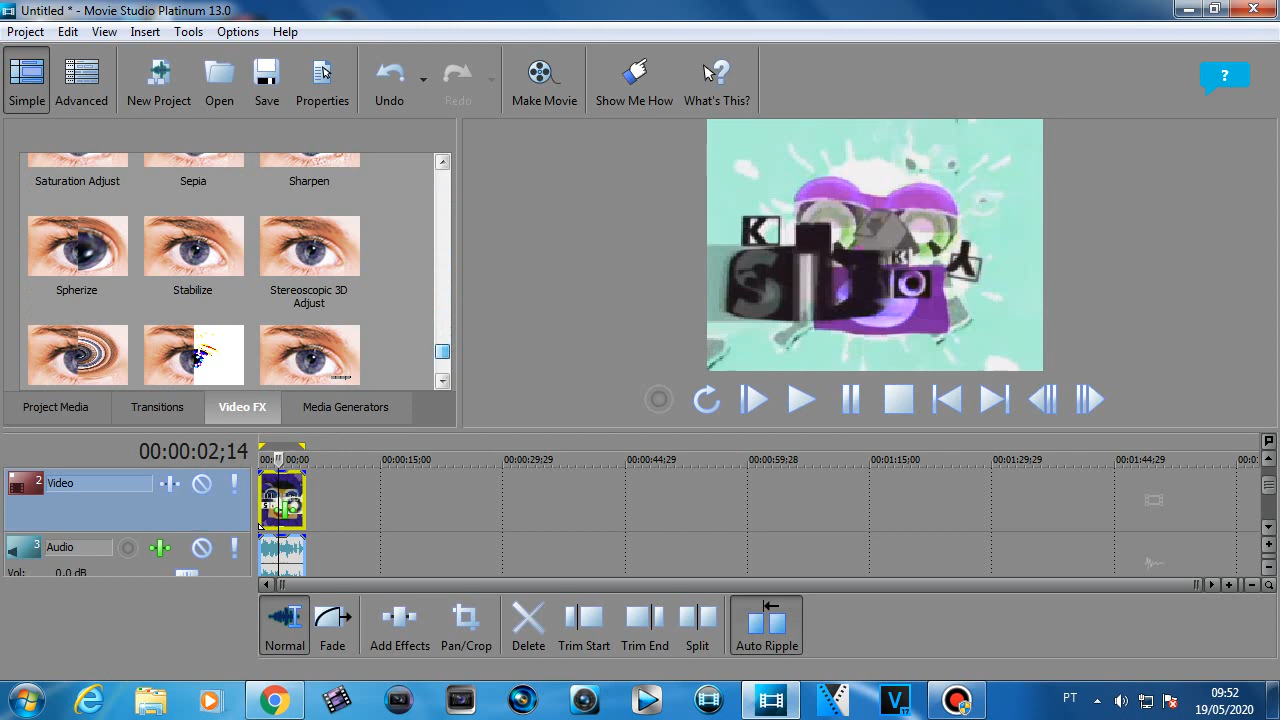 Untitled * - Movie Studio Platinum 13.0
Project Edit View Insert Tools Options Help
Simple Advanced New Project Open Save Properties Undo Redo Make Movie Show Me How What's This?
?
Saturation Adjust Sepia Sharpen
Spherize Stabilize Stereoscopic 3D
Adjust
Project Media Transitions Video FX Media Generators
K
K
O
00:00:02;14
00: 00:00 00:00:15;00 00:00:29;29 00:00:44;29 00:00:59;28 00:01:15;00 00:01:29;29 00:01:44;29 00:0
2 Video
3 Audio
Vol: 0.0 dB
Normal Fade Add Effects Pan/Crop Delete Trim Start Trim End Split Auto Ripple
PT 09:52
19/05/2020